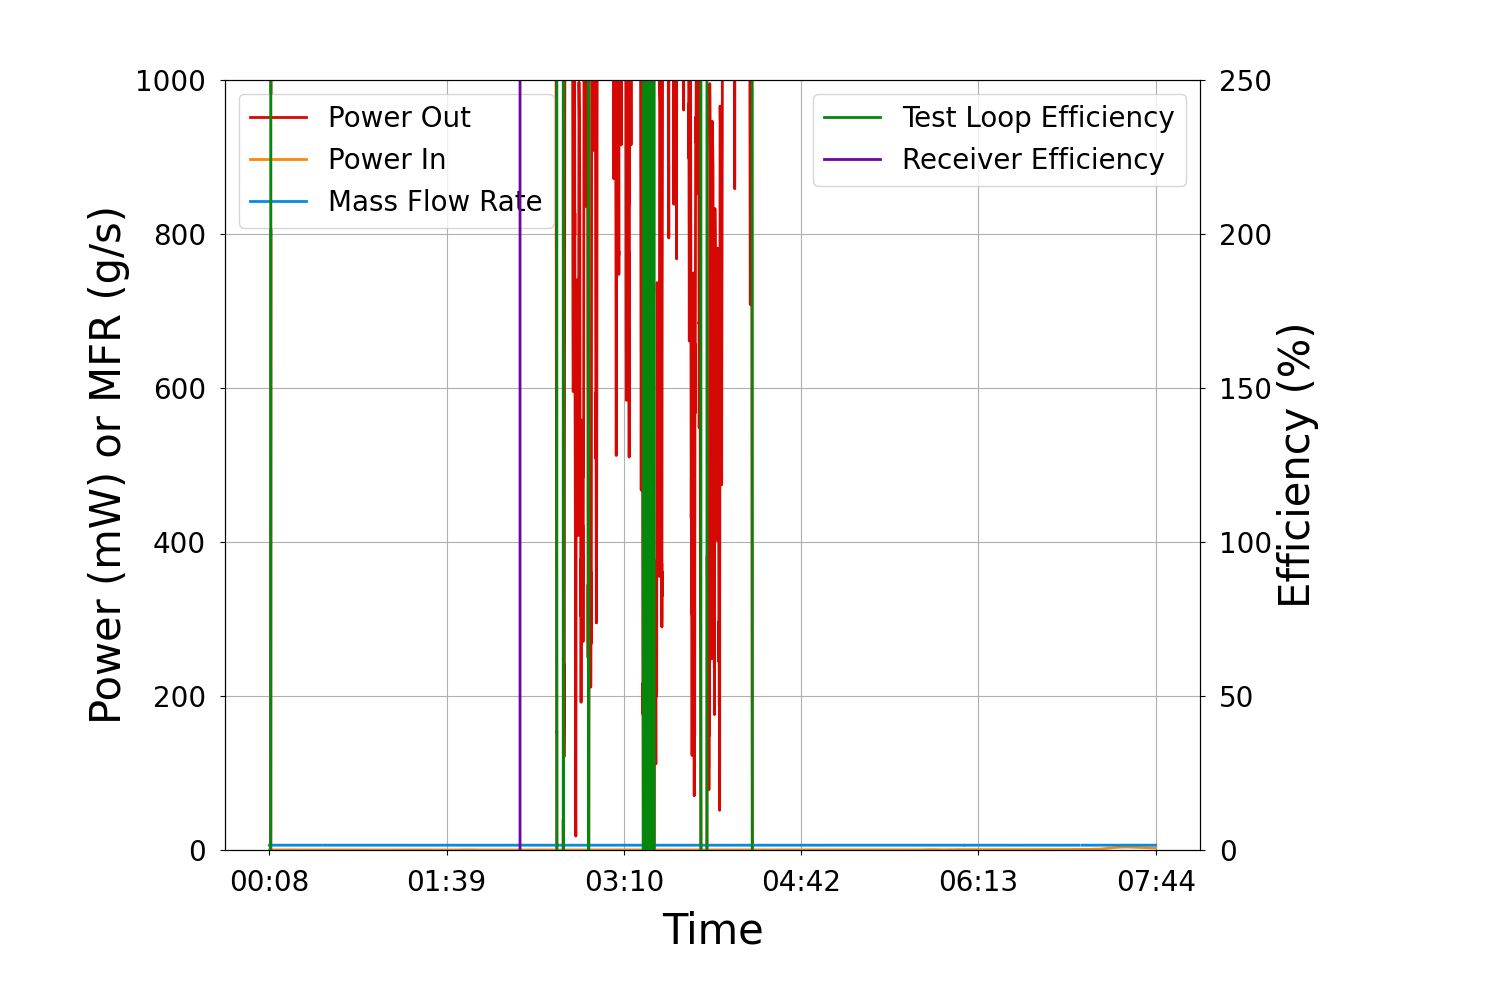 1000
800
600
400
200
0
Power (mW) or MFR (g/s)
Power Out
Power In
Mass Flow Rate
Test Loop Efficiency
Receiver Efficiency
250
200
150
100
50
0
Efficiency (%)
00:08 01:39 03:10 04:42 06:13 07:44
Time